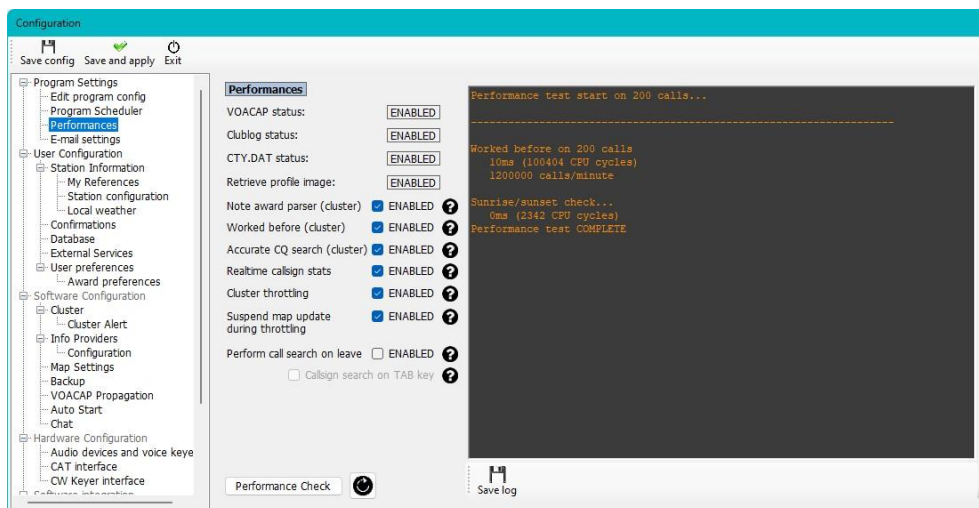 Configuration
Save config Save and apply Exit
Program Settings
Edit program config
Program Scheduler
Performances
E-mail settings
User Configuration
Station Information
My References
Station configuration
Local weather
Confirmations
Database
External Services
User preferences
Award preferences
Software Configuration
Cluster
Cluster Alert
Info Providers
Configuration
Map Settings
Backup
VOACAP Propagation
Auto Start
Chat
Hardware Configuration
Audio devices and voice keye
CAT interface
CW Keyer interface
Software integration
Performances
VOACAP status: ENABLED
Clublog status: ENABLED
CTY.DAT status: ENABLED
Retrieve profile image: ENABLED
Note award parser (cluster) ENABLED ?
Worked before (cluster) ENABLED ?
Accurate CQ search (cluster) ENABLED ?
Realtime callsign stats ENABLED ?
Cluster throttling ENABLED ?
Suspend map update ENABLED ?
during throttling
Perform call search on leave ENABLED ?
Callsign search on TAB key ?
Performance Check
Performance test start on 200 calls...
----------------------------------------------------------------------
Worked before on 200 calls
10ms (100404 CPU cycles)
1200000 calls/minute
Sunrise/sunset check...
0ms (2342 CPU cycles)
Performance test COMPLETE
Save log